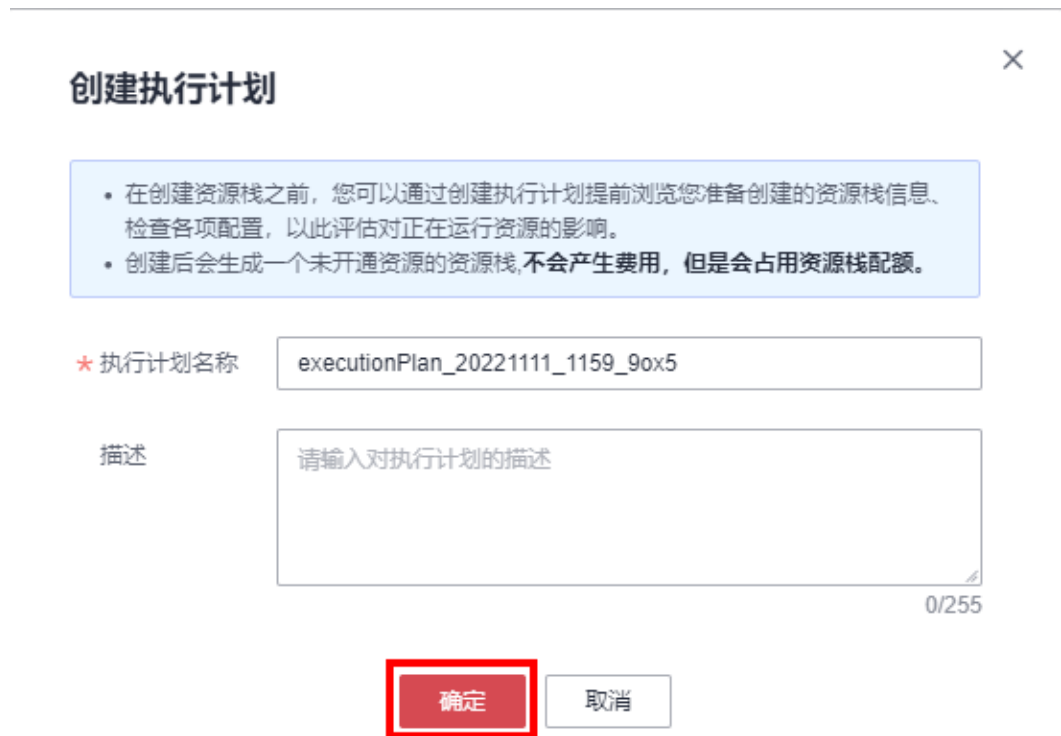 创建执行计划
• 在创建资源栈之前，您可以通过创建执行计划提前浏览您准备创建的资源栈信息、
检查各项配置，以此评估对正在运行资源的影响。
• 创建后会生成一个未开通资源的资源栈,不会产生费用，但是会占用资源栈配额。
* 执行计划名称 executionPlan_20221111_1159_9ox5
描述 请输入对执行计划的描述
0/255
确定 取消